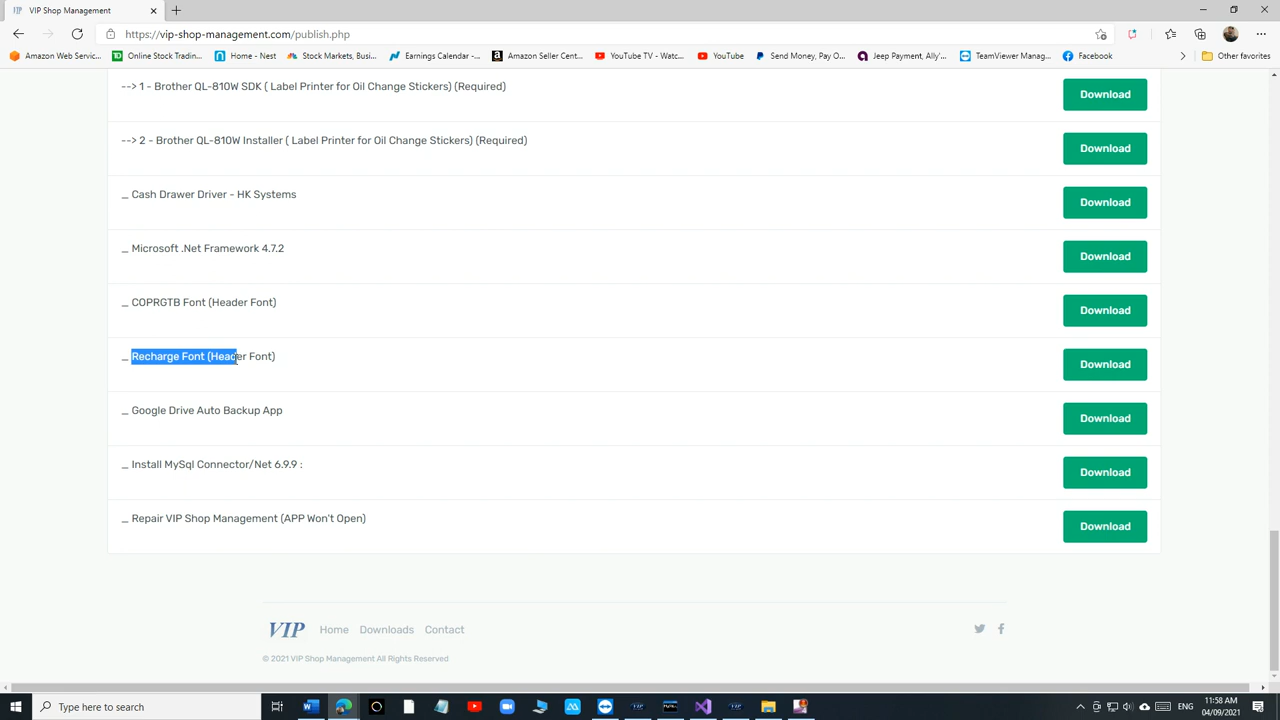 VIP Shop Management
https://vip-shop-management.com/publish.php
Amazon Web Servic... Online Stock Tradin... Home - Nest Stock Markets, Busi... Earnings Calendar -... Amazon Seller Cent... YouTube TV - Watc... YouTube Send Money, Pay O... Jeep Payment, Ally'... TeamViewer Manag... Facebook Other favorites
--> 1 - Brother QL-810W SDK ( Label Printer for Oil Change Stickers) (Required) Download
--> 2 - Brother QL-810W Installer ( Label Printer for Oil Change Stickers) (Required) Download
_ Cash Drawer Driver - HK Systems Download
_ Microsoft .Net Framework 4.7.2 Download
_ COPRGTB Font (Header Font) Download
_ Recharge Font (Header Font) Download
_ Google Drive Auto Backup App Download
_ Install MySql Connector/Net 6.9.9 : Download
_ Repair VIP Shop Management (APP Won't Open) Download
VIP Home Downloads Contact
© 2021 VIP Shop Management All Rights Reserved
Type here to search ENG 11:58 AM
04/09/2021